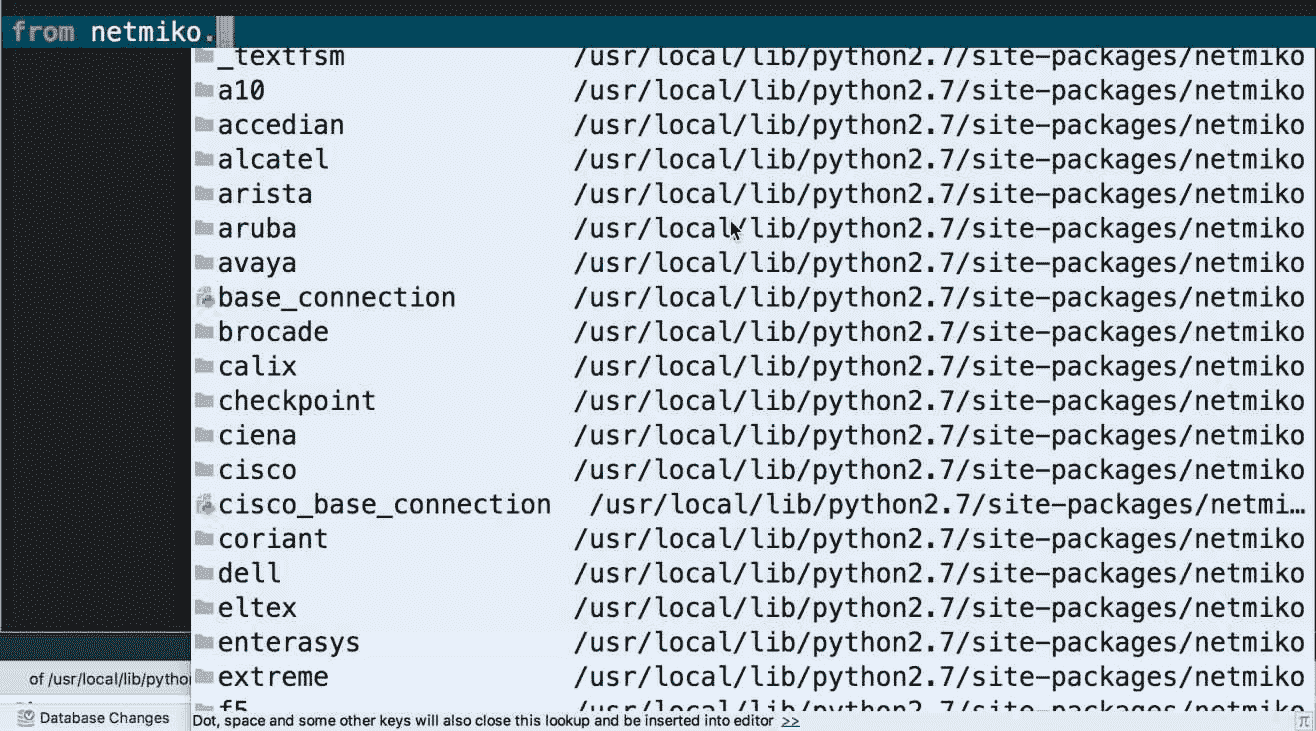 from netmiko.
_textfsm /usr/local/lib/python2.7/site-packages/netmiko
a10 /usr/local/lib/python2.7/site-packages/netmiko
accedian /usr/local/lib/python2.7/site-packages/netmiko
alcatel /usr/local/lib/python2.7/site-packages/netmiko
arista /usr/local/lib/python2.7/site-packages/netmiko
aruba /usr/local/lib/python2.7/site-packages/netmiko
avaya /usr/local/lib/python2.7/site-packages/netmiko
base_connection /usr/local/lib/python2.7/site-packages/netmiko
brocade /usr/local/lib/python2.7/site-packages/netmiko
calix /usr/local/lib/python2.7/site-packages/netmiko
checkpoint /usr/local/lib/python2.7/site-packages/netmiko
ciena /usr/local/lib/python2.7/site-packages/netmiko
cisco /usr/local/lib/python2.7/site-packages/netmiko
cisco_base_connection /usr/local/lib/python2.7/site-packages/netmi…
coriant /usr/local/lib/python2.7/site-packages/netmiko
dell /usr/local/lib/python2.7/site-packages/netmiko
eltex /usr/local/lib/python2.7/site-packages/netmiko
enterasys /usr/local/lib/python2.7/site-packages/netmiko
extreme /usr/local/lib/python2.7/site-packages/netmiko
f5 /usr/local/lib/python2.7/site-packages/netmiko
of /usr/local/lib/pytho
Database Changes
Dot, space and some other keys will also close this lookup and be inserted into editor >>
π